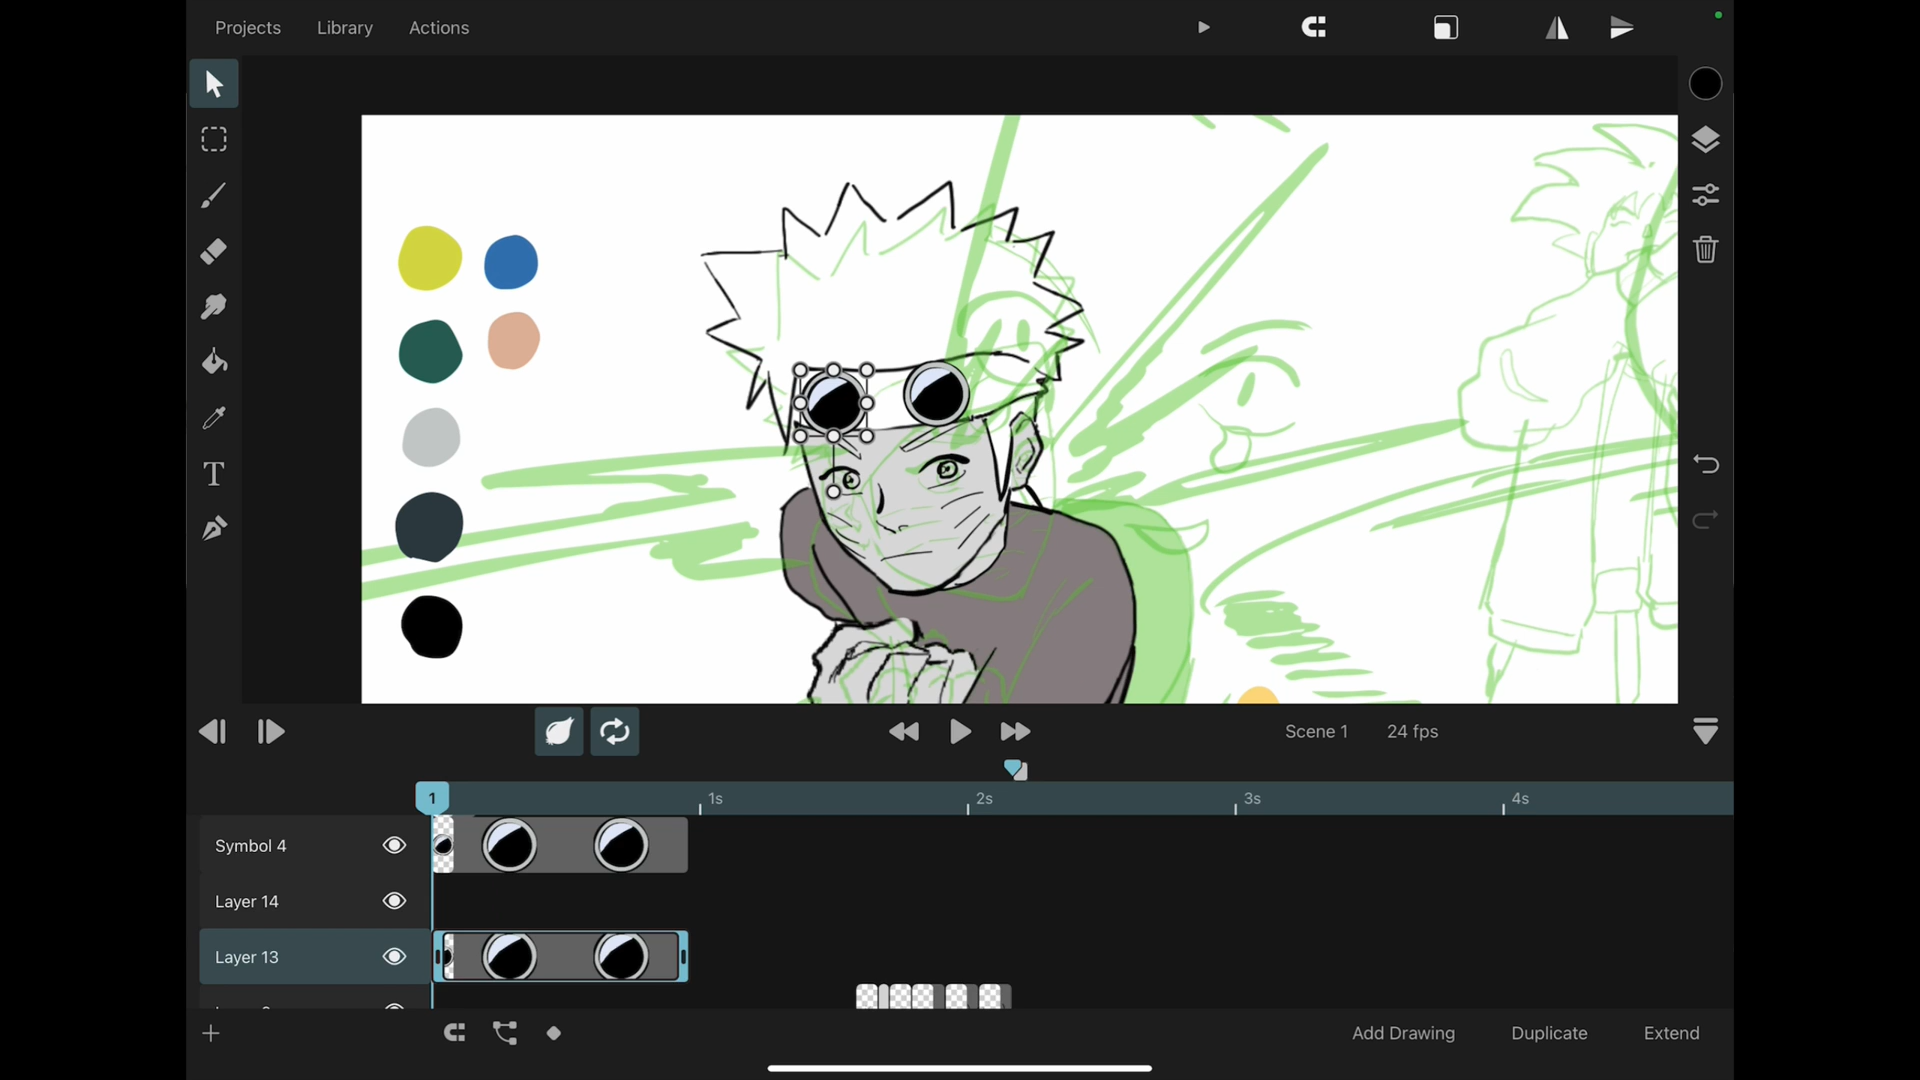 Projects Library Actions
T
Scene 1 24 fps
1 1s 2s 3s 4s
Symbol 4
Layer 14
Layer 13
Add Drawing Duplicate Extend